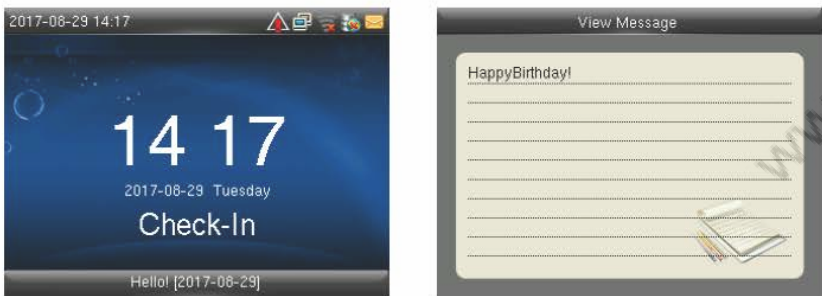 2017-08-29 14:17
14 17
2017-08-29 Tuesday
Check-In
Hello! [2017-08-29]
View Message
HappyBirthday!